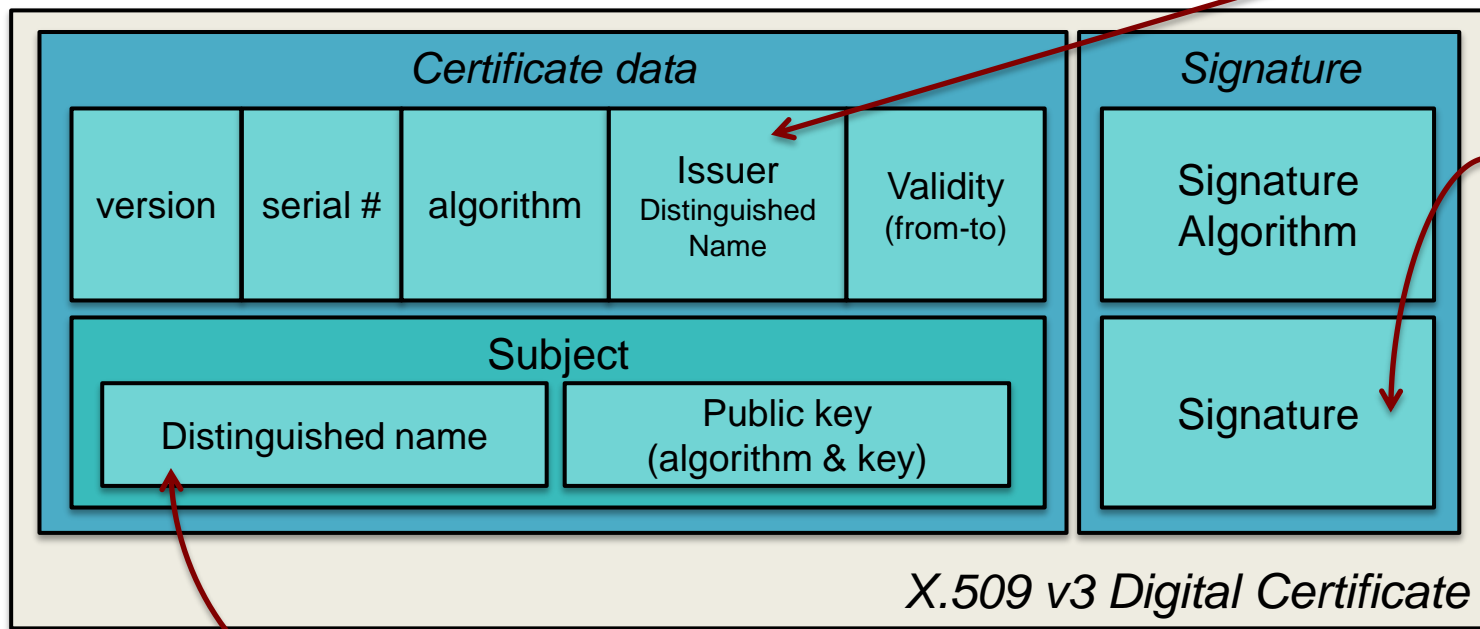 Certificate data
version
serial #
algorithm
Issuer
Distinguished
Name
Validity
(from-to)
Subject
Distinguished name
Public key
(algorithm & key)
Signature
Signature
Algorithm
Signature
X.509 v3 Digital Certificate